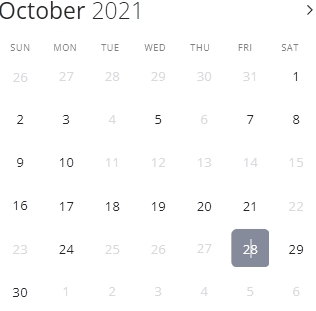 October 2021
SUN MON TUE WED THU FRI SAT
26 27 28 29 30 31 1
2 3 4 5 6 7 8
9 10 11 12 13 14 15
16 17 18 19 20 21 22
23 24 25 26 27 28 29
30 1 2 3 4 5 6